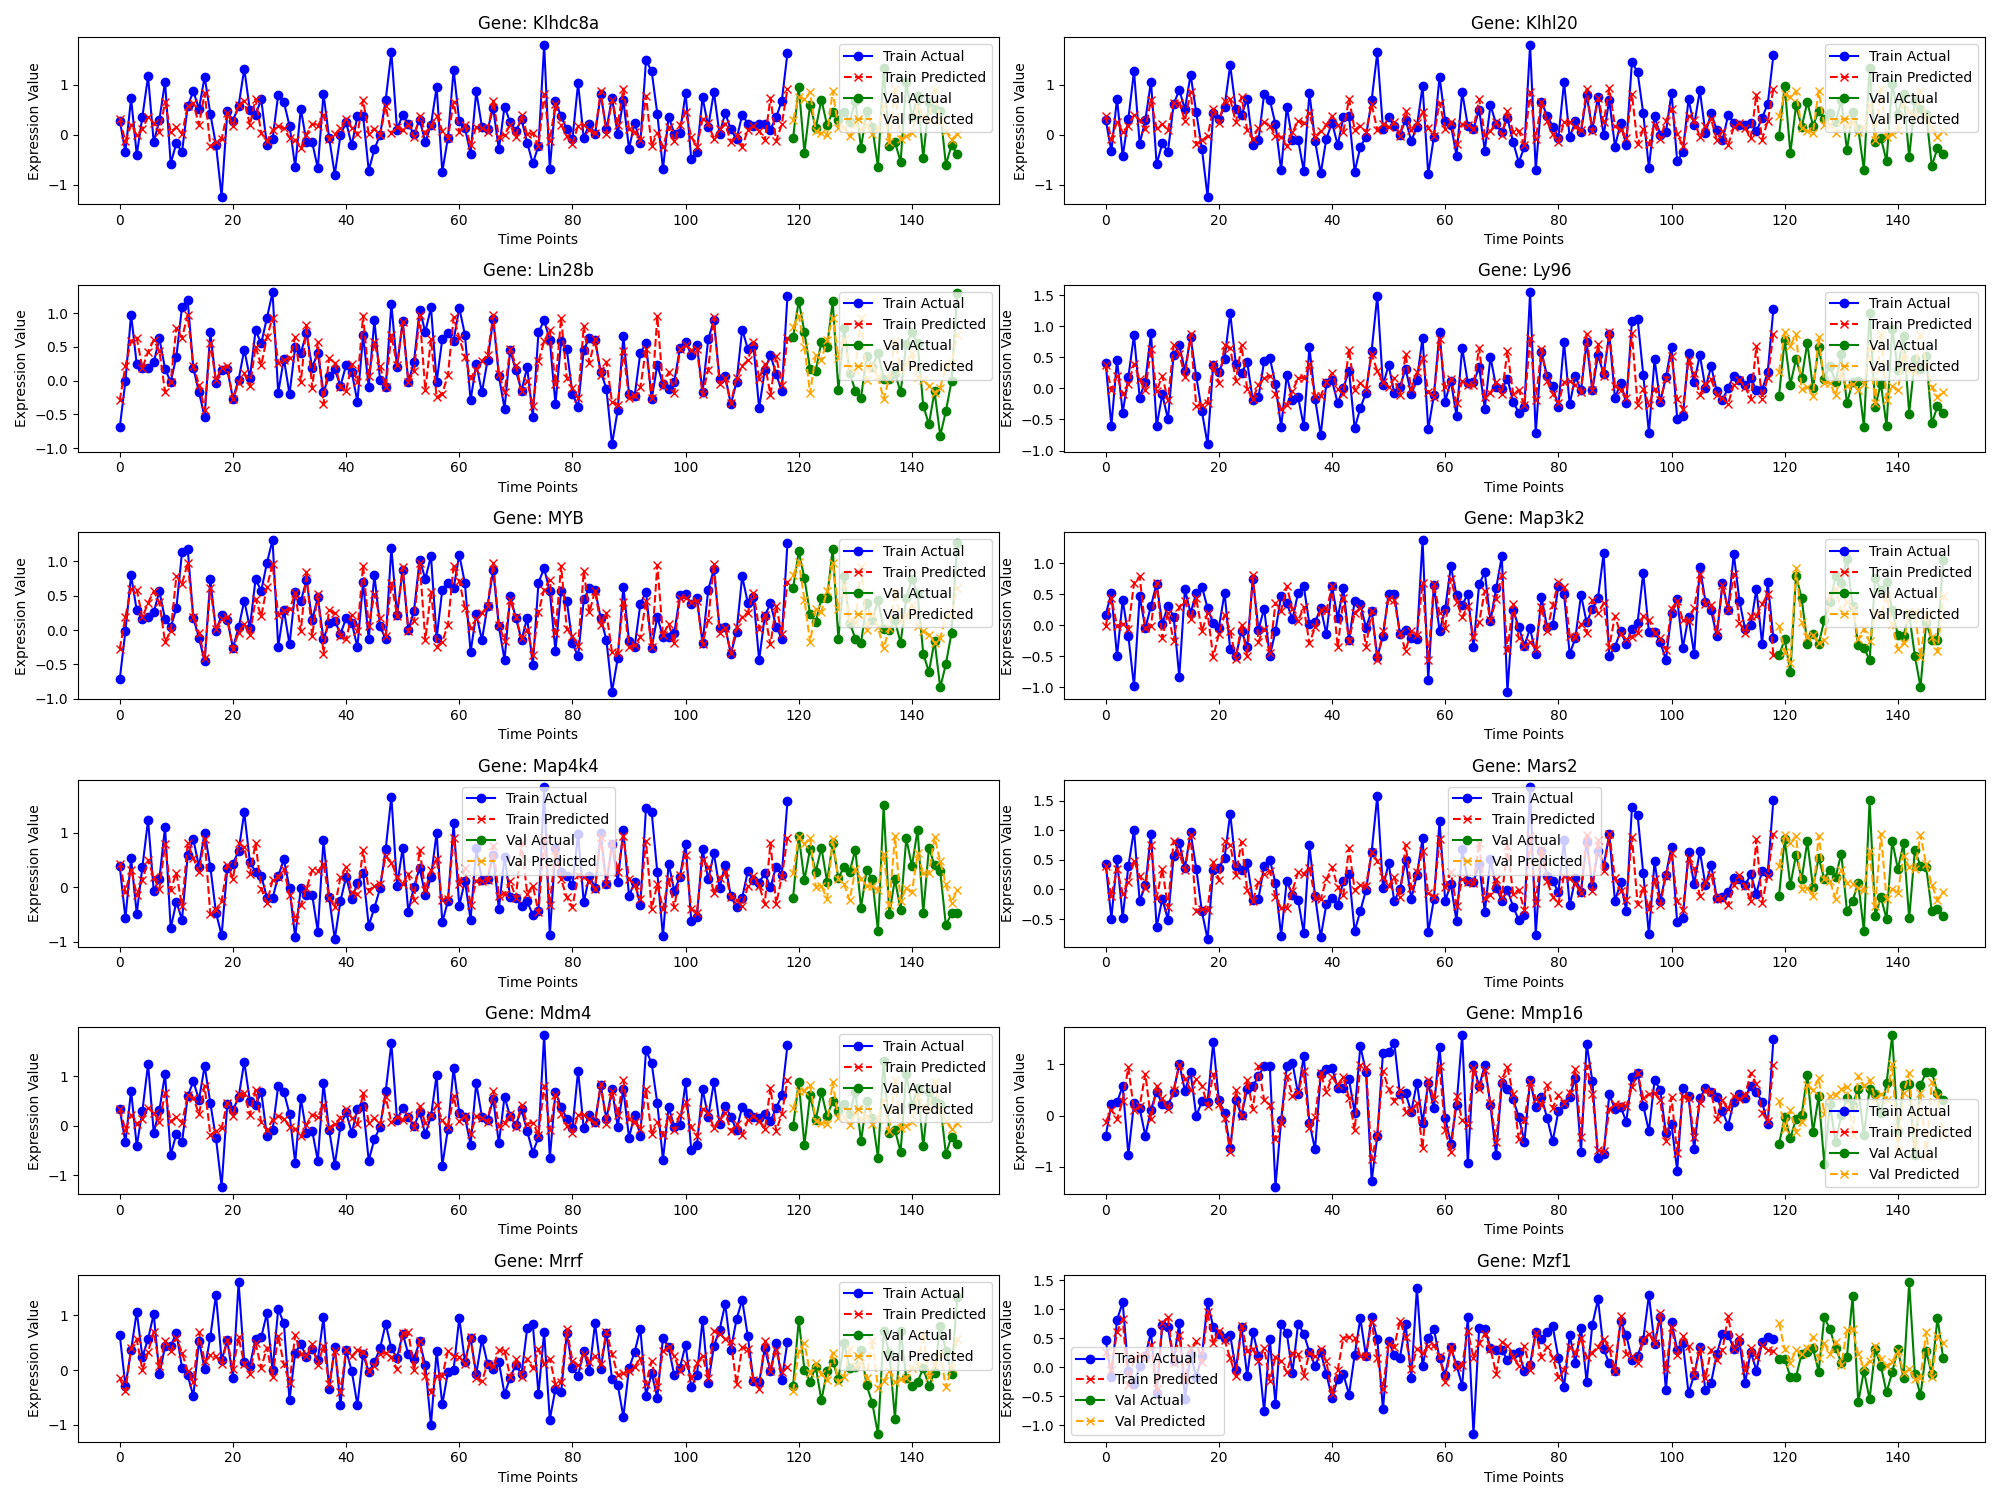 Gene: Klhdc8a
Expression Value
1
0
−1
Train Actual
Train Predicted
Val Actual
Val Predicted
0 20 40 60 80 100 120 140
Time Points
Gene: Klhl20
Expression Value
1
0
−1
Train Actual
Train Predicted
Val Actual
Val Predicted
0 20 40 60 80 100 120 140
Time Points
Gene: Lin28b
Expression Value
1.0
0.5
0.0
−0.5
−1.0
Train Actual
Train Predicted
Val Actual
Val Predicted
0 20 40 60 80 100 120 140
Time Points
Gene: Ly96
Expression Value
1.5
1.0
0.5
0.0
−0.5
−1.0
Train Actual
Train Predicted
Val Actual
Val Predicted
0 20 40 60 80 100 120 140
Time Points
Gene: MYB
Expression Value
1.0
0.5
0.0
−0.5
−1.0
Train Actual
Train Predicted
Val Actual
Val Predicted
0 20 40 60 80 100 120 140
Time Points
Gene: Map3k2
Expression Value
1.0
0.5
0.0
−0.5
−1.0
Train Actual
Train Predicted
Val Actual
Val Predicted
0 20 40 60 80 100 120 140
Time Points
Gene: Map4k4
Expression Value
1
0
−1
Train Actual
Train Predicted
Val Actual
Val Predicted
0 20 40 60 80 100 120 140
Time Points
Gene: Mars2
Expression Value
1.5
1.0
0.5
0.0
−0.5
Train Actual
Train Predicted
Val Actual
Val Predicted
0 20 40 60 80 100 120 140
Time Points
Gene: Mdm4
Expression Value
1
0
−1
Train Actual
Train Predicted
Val Actual
Val Predicted
0 20 40 60 80 100 120 140
Time Points
Gene: Mmp16
Expression Value
1
0
−1
Train Actual
Train Predicted
Val Actual
Val Predicted
0 20 40 60 80 100 120 140
Time Points
Gene: Mrrf
Expression Value
1
0
−1
Train Actual
Train Predicted
Val Actual
Val Predicted
0 20 40 60 80 100 120 140
Time Points
Gene: Mzf1
Expression Value
1.5
1.0
0.5
0.0
−0.5
−1.0
Train Actual
Train Predicted
Val Actual
Val Predicted
0 20 40 60 80 100 120 140
Time Points